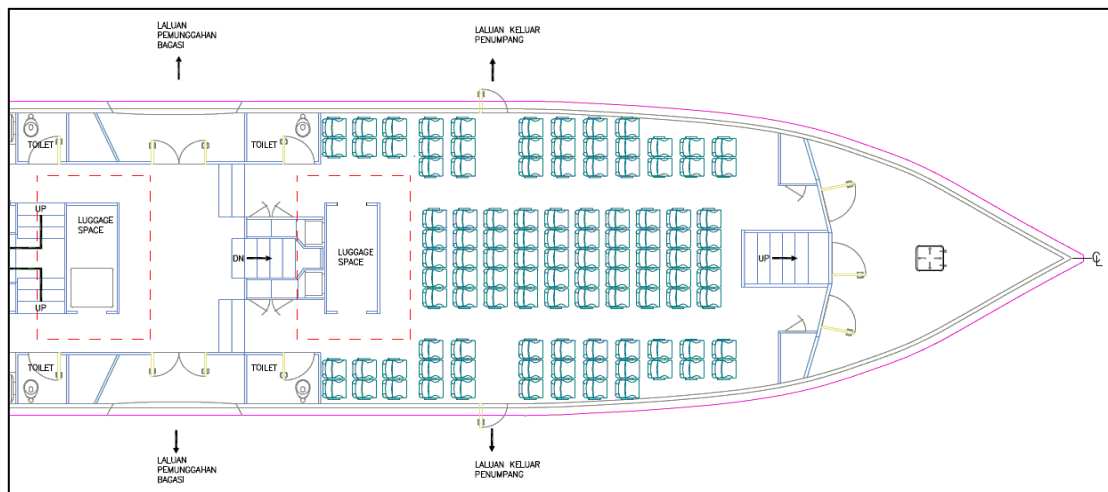 LALUAN
PEMUNGGAHAN
BAGASI
LALUAN KELUAR
PENUMPANG
TOILET
TOILET
UP
LUGGAGE
SPACE
DN
LUGGAGE
SPACE
UP
UP
TOILET
TOILET
LALUAN
PEMUNGGAHAN
BAGASI
LALUAN KELUAR
PENUMPANG